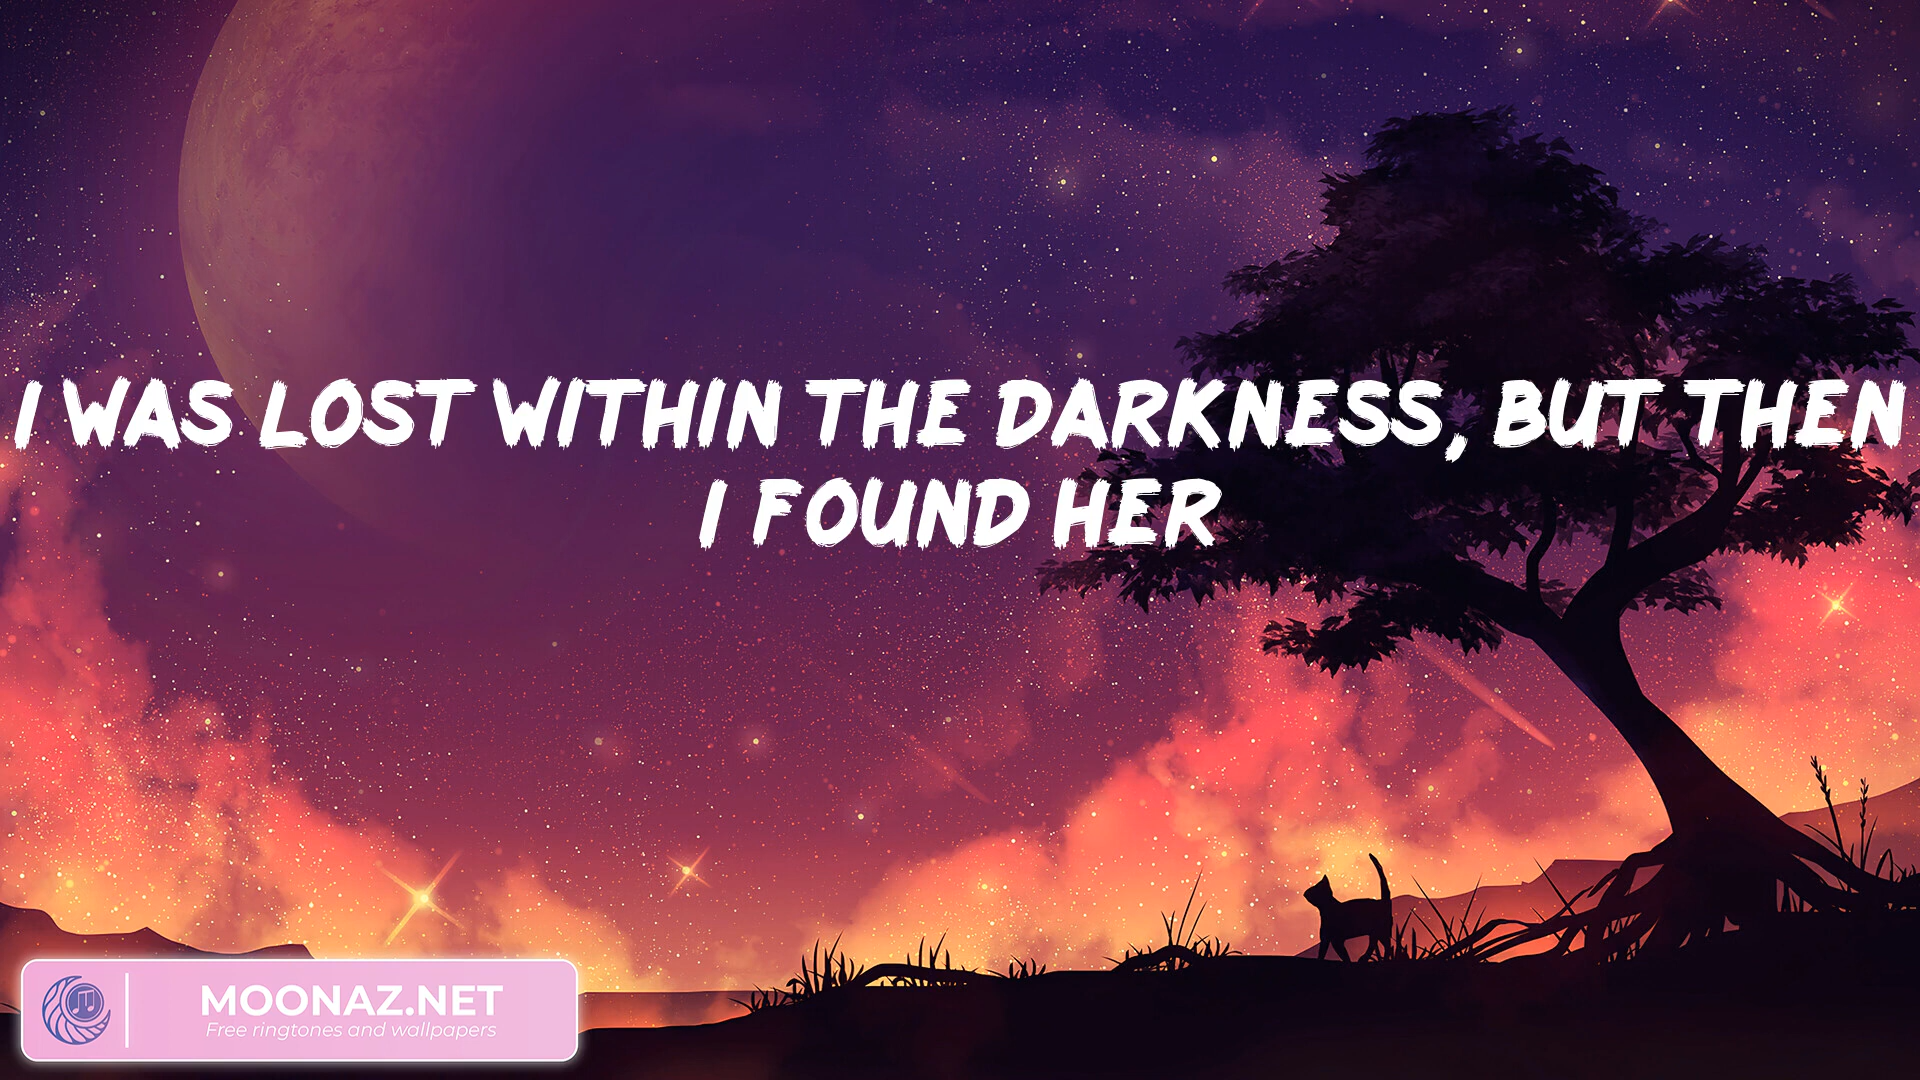 I WAS LOST WITHIN THE DARKNESS, BUT THEN
I FOUND HER
MOONAZ.NET
Free ringtones and wallpapers